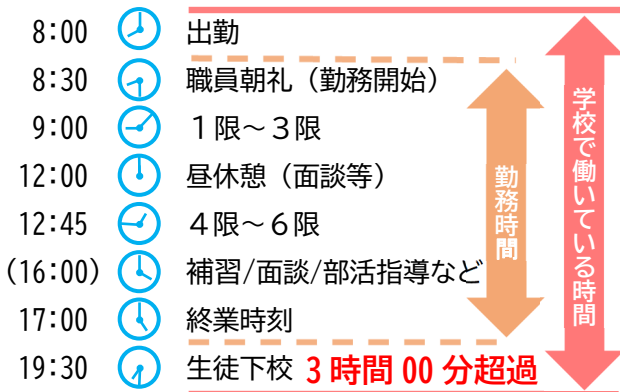 8:00 出勤
8:30 職員朝礼（勤務開始）
9:00 １限～３限
12:00 昼休憩（面談等）
12:45 ４限～６限
(16:00) 補習/面談/部活指導など
17:00 終業時刻
19:30 生徒下校 3時間00分超過
勤務時間
学校で働いている時間